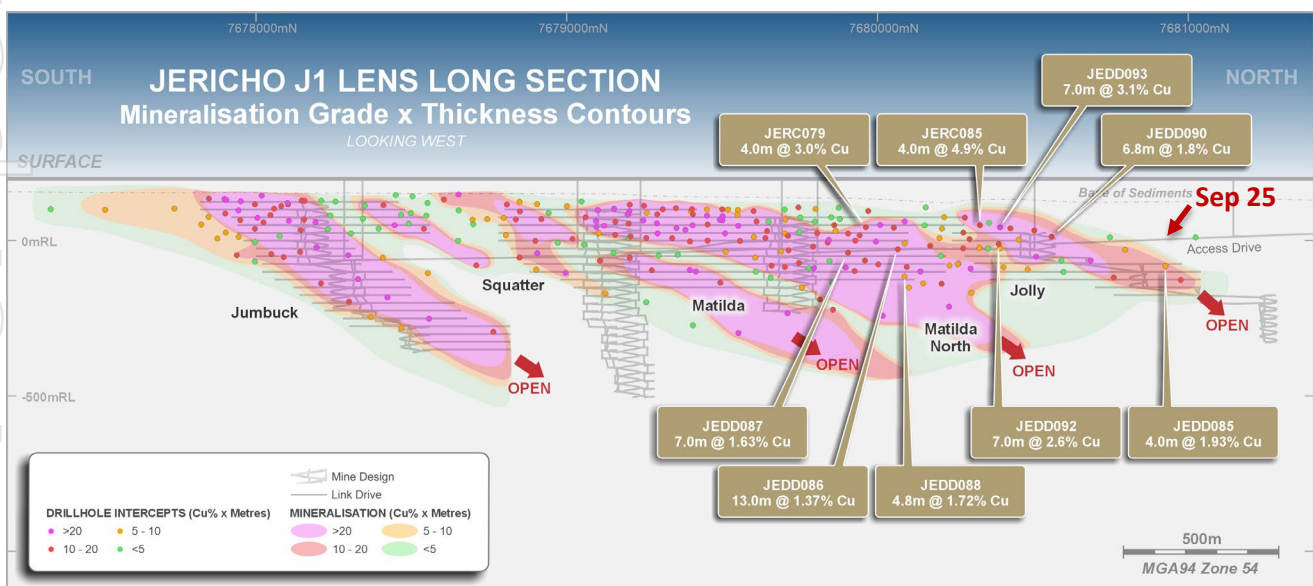 7678000mN
7679000mN
7680000mN
7681000mN
SOUTH
JERICHO J1 LENS LONG SECTION
NORTH
Mineralisation Grade x Thickness Contours
LOOKING WEST
JEDD093
7.0m @ 3.1% Cu
JERC079
4.0m @ 3.0% Cu
JERC085
4.0m @ 4.9% Cu
JEDD090
6.8m @ 1.8% Cu
SURFACE
Base of Sediments
Sep 25
0mRL
Access Drive
Jumbuck
Squatter
Matilda
Matilda
North
Jolly
OPEN
OPEN
OPEN
OPEN
-500mRL
JEDD087
7.0m @ 1.63% Cu
JEDD092
7.0m @ 2.6% Cu
JEDD085
4.0m @ 1.93% Cu
JEDD086
13.0m @ 1.37% Cu
JEDD088
4.8m @ 1.72% Cu
Mine Design
Link Drive
DRILLHOLE INTERCEPTS (Cu% x Metres)
>20
5 - 10
10 - 20
<5
MINERALISATION (Cu% x Metres)
>20
5 - 10
10 - 20
<5
500m
MGA94 Zone 54